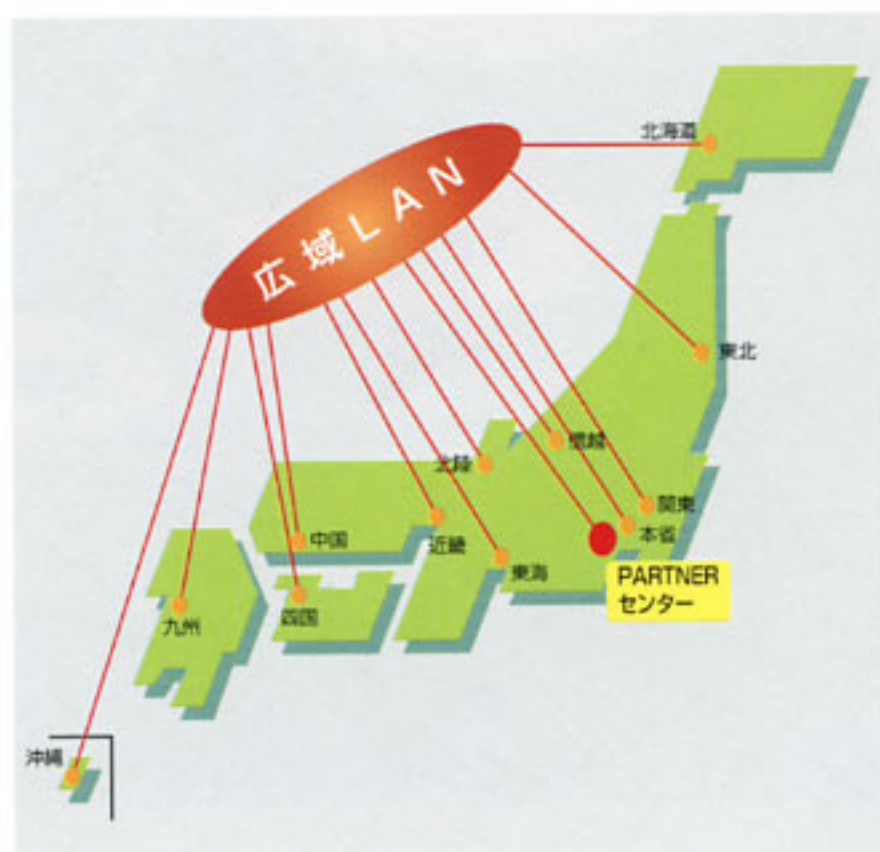 北海道
広域LAN
東北
信越
北陸
関東
本省
中国
近畿
東海
PARTNER
センター
四国
九州
沖縄